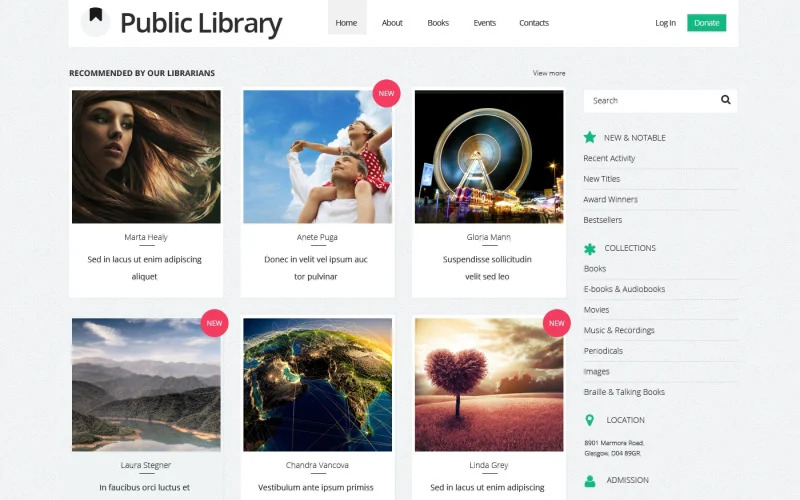 Public Library
Home
About
Books
Events
Contacts
Log In
Donate
RECOMMENDED BY OUR LIBRARIANS
View more
NEW
Marta Healy
Sed in lacus ut enim adipiscing
aliquet
Anete Puga
Donec in velit vel ipsum auc
tor pulvinar
Gloria Mann
Suspendisse sollicitudin
velit sed leo
NEW
NEW
Laura Stegner
In faucibus orci luctus et
Chandra Vancova
Vestibulum ante ipsum primiss
Linda Grey
Sed in lacus ut enim adipiscing
Search
NEW & NOTABLE
Recent Activity
New Titles
Award Winners
Bestsellers
COLLECTIONS
Books
E-books & Audiobooks
Movies
Music & Recordings
Periodicals
Images
Braille & Talking Books
LOCATION
8901 Marmora Road,
Glasgow, D04 89GR.
ADMISSION